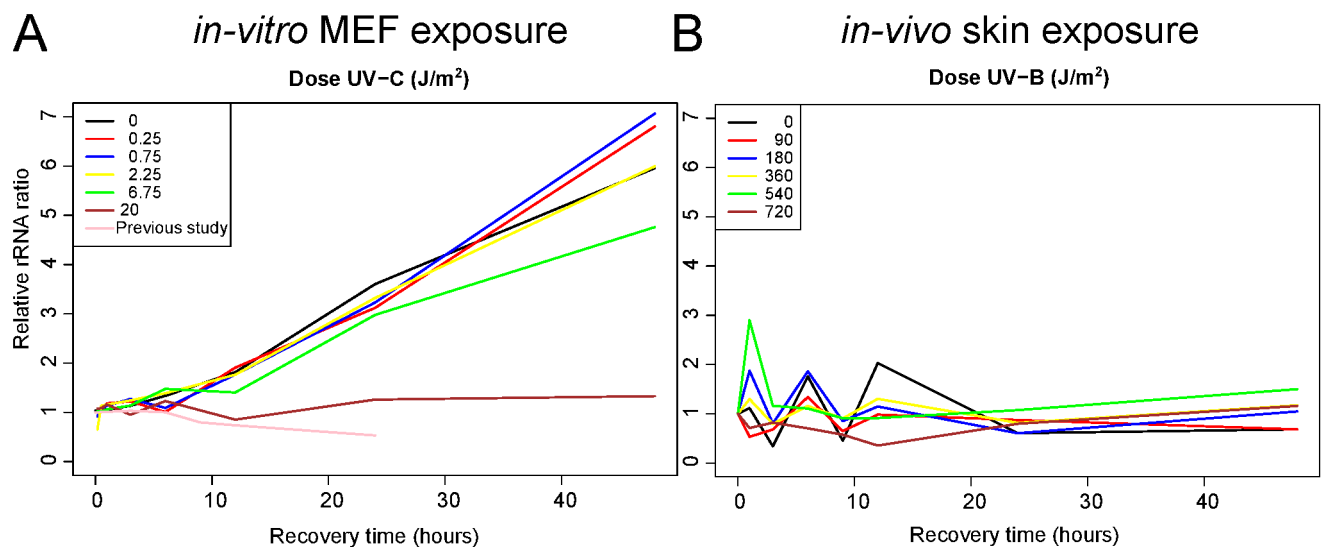 A
in-vitro MEF exposure
Dose UV−C (J/m²)
0
0.25
0.75
2.25
6.75
20
Previous study
Relative rRNA ratio
7
6
5
4
3
2
1
0
0 10 20 30 40
Recovery time (hours)
B
in-vivo skin exposure
Dose UV−B (J/m²)
0
90
180
360
540
720
7
6
5
4
3
2
1
0
0 10 20 30 40
Recovery time (hours)